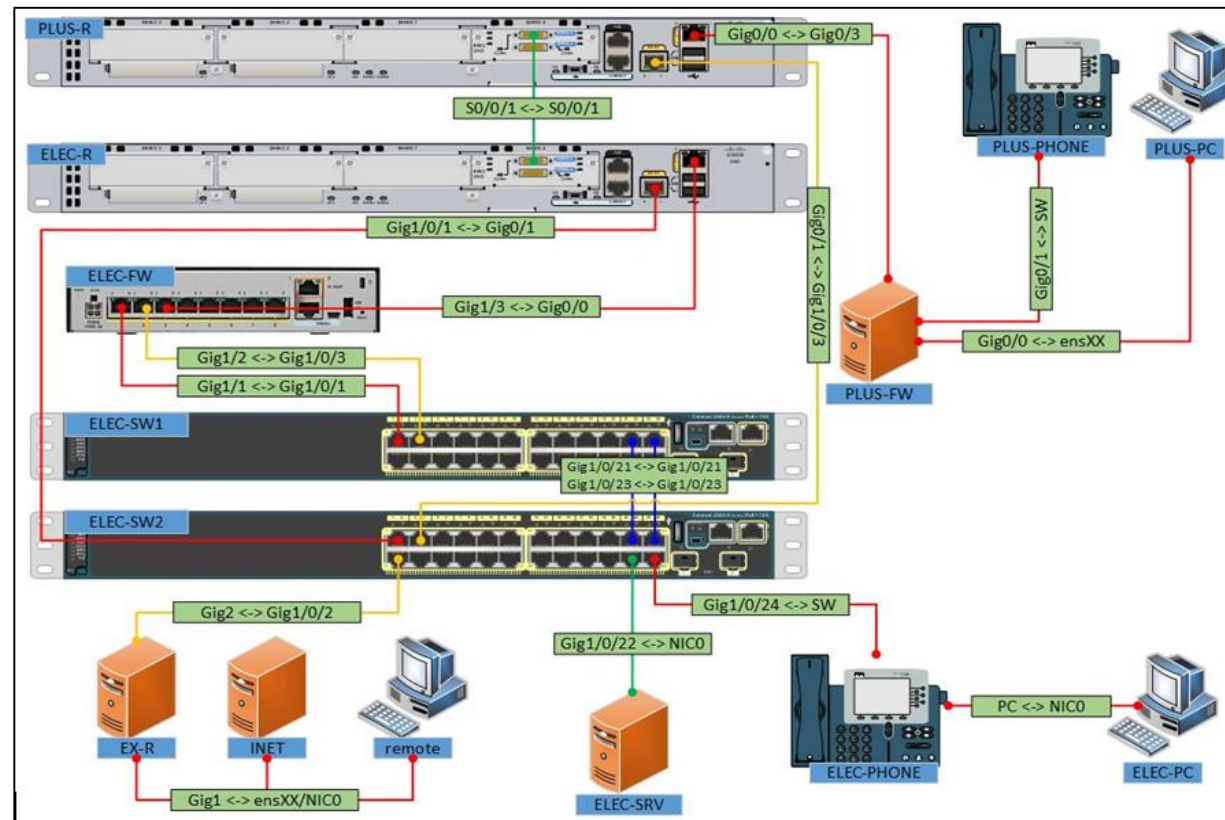 PLUS-R
Gig0/0 <-> Gig0/3
S0/0/1 <-> S0/0/1
PLUS-PHONE
PLUS-PC
ELEC-R
Gig1/0/1 <-> Gig0/1
Gig0/1 <-> Gig1/0/3
Gig0/1 <-> SW
ELEC-FW
Gig1/3 <-> Gig0/0
Gig0/0 <-> ensXX
Gig1/2 <-> Gig1/0/3
Gig1/1 <-> Gig1/0/1
PLUS-FW
ELEC-SW1
Gig1/0/21 <-> Gig1/0/21
Gig1/0/23 <-> Gig1/0/23
ELEC-SW2
Gig2 <-> Gig1/0/2
Gig1/0/24 <-> SW
Gig1/0/22 <-> NIC0
EX-R
INET
remote
PC <-> NIC0
ELEC-PHONE
ELEC-PC
Gig1 <-> ensXX/NIC0
ELEC-SRV